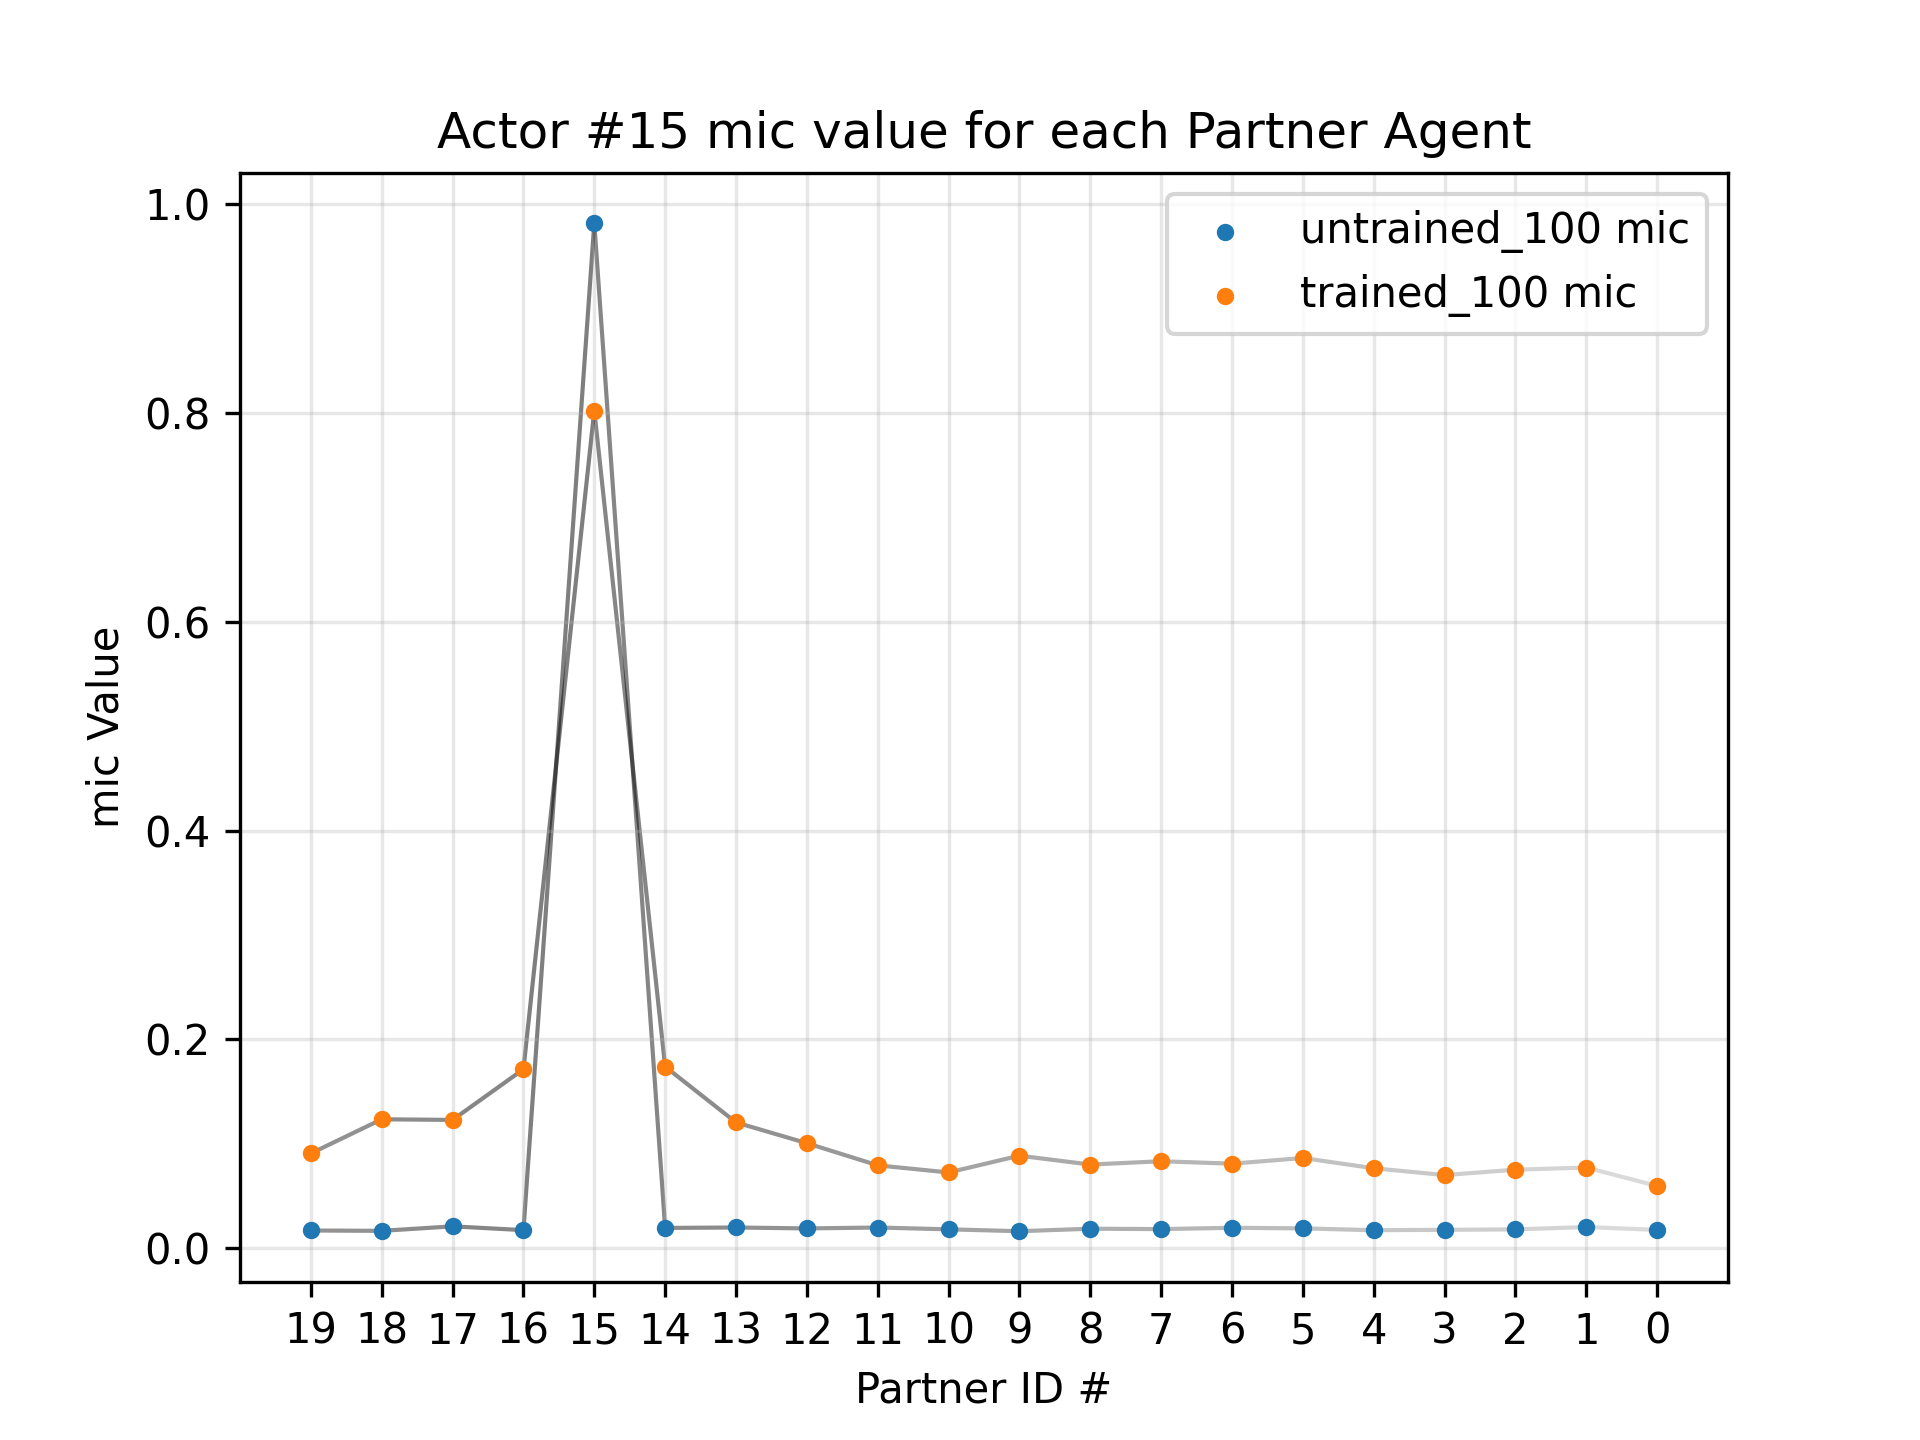 Actor #15 mic value for each Partner Agent
untrained_100 mic
trained_100 mic
1.0
0.8
0.6
0.4
0.2
0.0
mic Value
19 18 17 16 15 14 13 12 11 10 9 8 7 6 5 4 3 2 1 0
Partner ID #